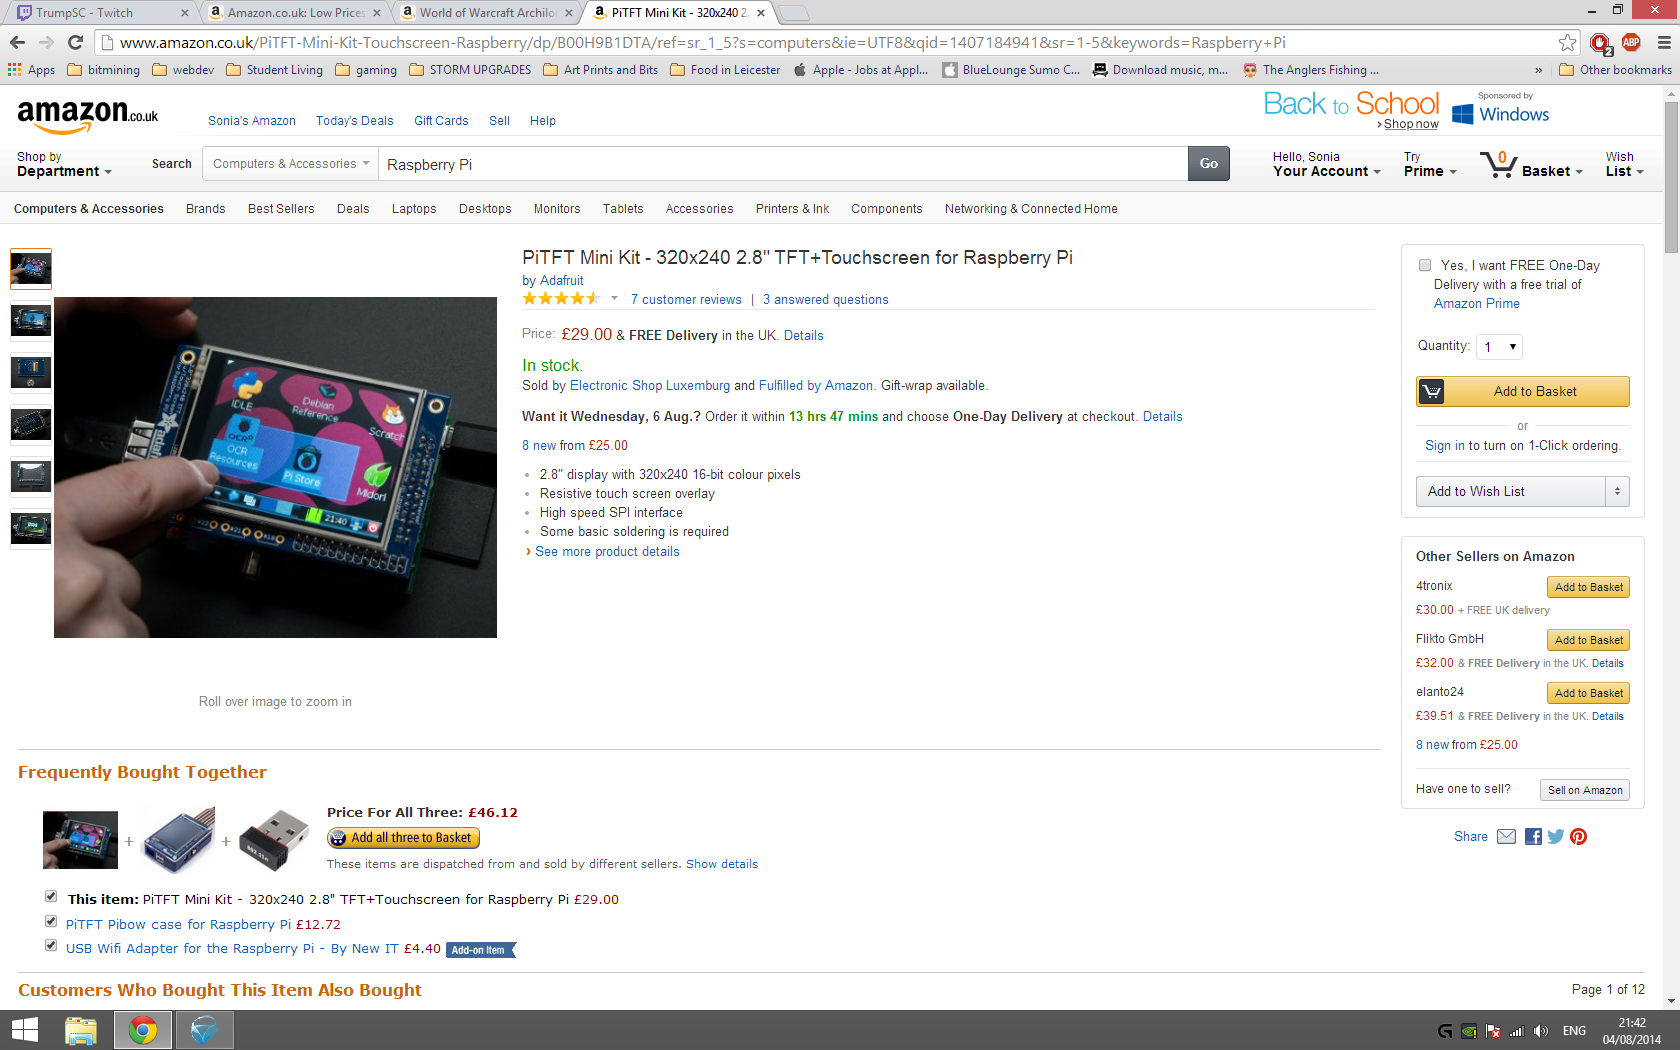 TrumpSC - Twitch
Amazon.co.uk: Low Prices
World of Warcraft Archilo
PiTFT Mini Kit - 320x240 2.
www.amazon.co.uk/PiTFT-Mini-Kit-Touchscreen-Raspberry/dp/B00H9B1DTA/ref=sr_1_5?s=computers&ie=UTF8&qid=1407184941&sr=1-5&keywords=Raspberry+Pi
2
ABP
Apps bitmining webdev Student Living gaming STORM UPGRADES Art Prints and Bits Food in Leicester Apple - Jobs at Appl... BlueLounge Sumo C... Download music, m... The Anglers Fishing ... » Other bookmarks
amazon.co.uk
Sonia's Amazon Today's Deals Gift Cards Sell Help
Back to School
› Shop now
Sponsored by
Windows
Shop by
Department
Search
Computers & Accessories
Raspberry Pi
Go
Hello, Sonia
Your Account
Try
Prime
0
Basket
Wish
List
Computers & Accessories Brands Best Sellers Deals Laptops Desktops Monitors Tablets Accessories Printers & Ink Components Networking & Connected Home
IDLE
Debian
Reference
Scratch
OCR
OCR
Resources
Pi Store
Midori
21:40
Roll over image to zoom in
PiTFT Mini Kit - 320x240 2.8" TFT+Touchscreen for Raspberry Pi
by Adafruit
7 customer reviews | 3 answered questions
Price: £29.00 & FREE Delivery in the UK. Details
In stock.
Sold by Electronic Shop Luxemburg and Fulfilled by Amazon. Gift-wrap available.
Want it Wednesday, 6 Aug.? Order it within 13 hrs 47 mins and choose One-Day Delivery at checkout. Details
8 new from £25.00
2.8" display with 320x240 16-bit colour pixels
Resistive touch screen overlay
High speed SPI interface
Some basic soldering is required
› See more product details
Yes, I want FREE One-Day
Delivery with a free trial of
Amazon Prime
Quantity: 1
Add to Basket
or
Sign in to turn on 1-Click ordering.
Add to Wish List
Other Sellers on Amazon
4tronix
Add to Basket
£30.00 + FREE UK delivery
Flikto GmbH
Add to Basket
£32.00 & FREE Delivery in the UK. Details
elanto24
Add to Basket
£39.51 & FREE Delivery in the UK. Details
8 new from £25.00
Have one to sell?
Sell on Amazon
Share
Frequently Bought Together
+
+
Price For All Three: £46.12
Add all three to Basket
These items are dispatched from and sold by different sellers. Show details
This item: PiTFT Mini Kit - 320x240 2.8" TFT+Touchscreen for Raspberry Pi £29.00
PiTFT Pibow case for Raspberry Pi £12.72
USB Wifi Adapter for the Raspberry Pi - By New IT £4.40 Add-on Item
Customers Who Bought This Item Also Bought
Page 1 of 12
ENG
21:42
04/08/2014